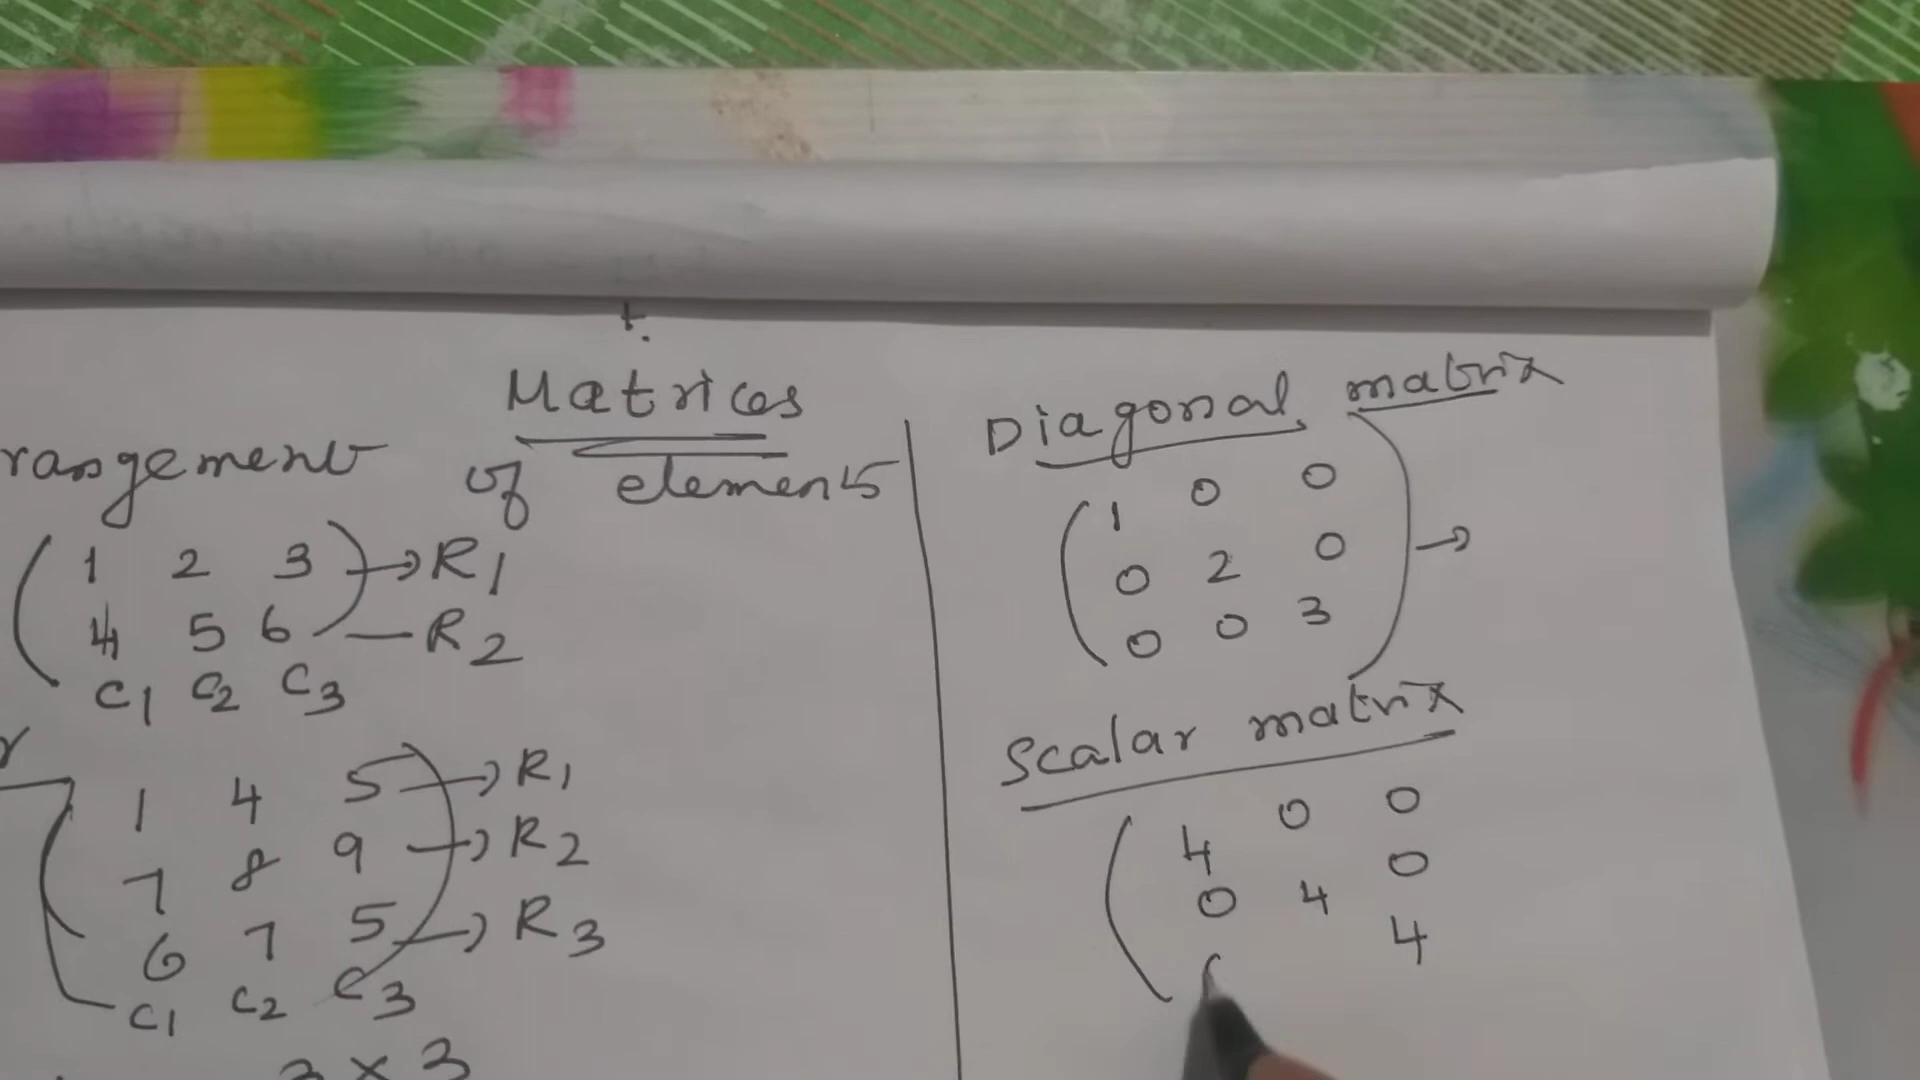 Matrices
rangement of elements
( 1 2 3 ) → R1
4 5 6 — R2
C1 C2 C3
( 1 4 5 ) → R1
7 8 9 → R2
6 7 5 → R3
C1 C2 C3
3 × 3
Diagonal matrix
( 1 0 0
0 2 0 ) →
0 0 3
Scalar matrix
( 4 0 0
0 4 0
4